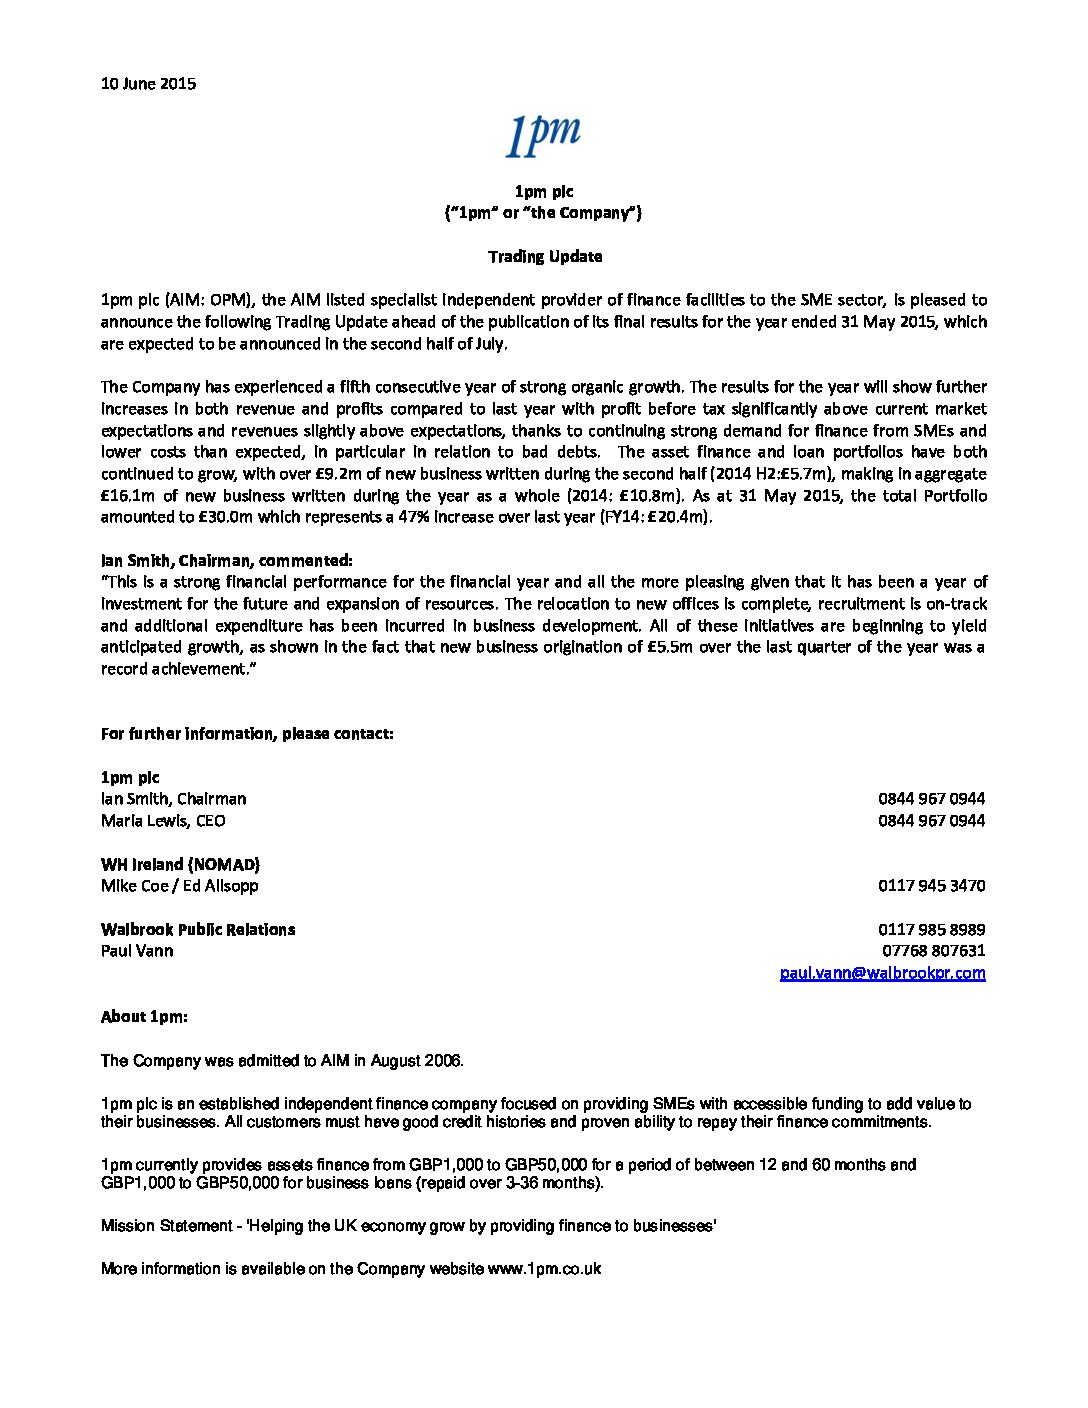 10 June 2015
1pm
1pm plc
("1pm" or "the Company")
Trading Update
1pm plc (AIM: OPM), the AIM listed specialist independent provider of finance facilities to the SME sector, is pleased to
announce the following Trading Update ahead of the publication of its final results for the year ended 31 May 2015, which
are expected to be announced in the second half of July.
The Company has experienced a fifth consecutive year of strong organic growth. The results for the year will show further
increases in both revenue and profits compared to last year with profit before tax significantly above current market
expectations and revenues slightly above expectations, thanks to continuing strong demand for finance from SMEs and
lower costs than expected, in particular in relation to bad debts. The asset finance and loan portfolios have both
continued to grow, with over £9.2m of new business written during the second half (2014 H2:£5.7m), making in aggregate
£16.1m of new business written during the year as a whole (2014: £10.8m). As at 31 May 2015, the total Portfolio
amounted to £30.0m which represents a 47% increase over last year (FY14: £20.4m).
Ian Smith, Chairman, commented:
"This is a strong financial performance for the financial year and all the more pleasing given that it has been a year of
investment for the future and expansion of resources. The relocation to new offices is complete, recruitment is on-track
and additional expenditure has been incurred in business development. All of these initiatives are beginning to yield
anticipated growth, as shown in the fact that new business origination of £5.5m over the last quarter of the year was a
record achievement."
For further information, please contact:
1pm plc
Ian Smith, Chairman 0844 967 0944
Maria Lewis, CEO 0844 967 0944
WH Ireland (NOMAD)
Mike Coe / Ed Allsopp 0117 945 3470
Walbrook Public Relations 0117 985 8989
Paul Vann 07768 807631
paul.vann@walbrookpr.com
About 1pm:
The Company was admitted to AIM in August 2006.
1pm plc is an established independent finance company focused on providing SMEs with accessible funding to add value to
their businesses. All customers must have good credit histories and proven ability to repay their finance commitments.
1pm currently provides assets finance from GBP1,000 to GBP50,000 for a period of between 12 and 60 months and
GBP1,000 to GBP50,000 for business loans (repaid over 3-36 months).
Mission Statement - 'Helping the UK economy grow by providing finance to businesses'
More information is available on the Company website www.1pm.co.uk